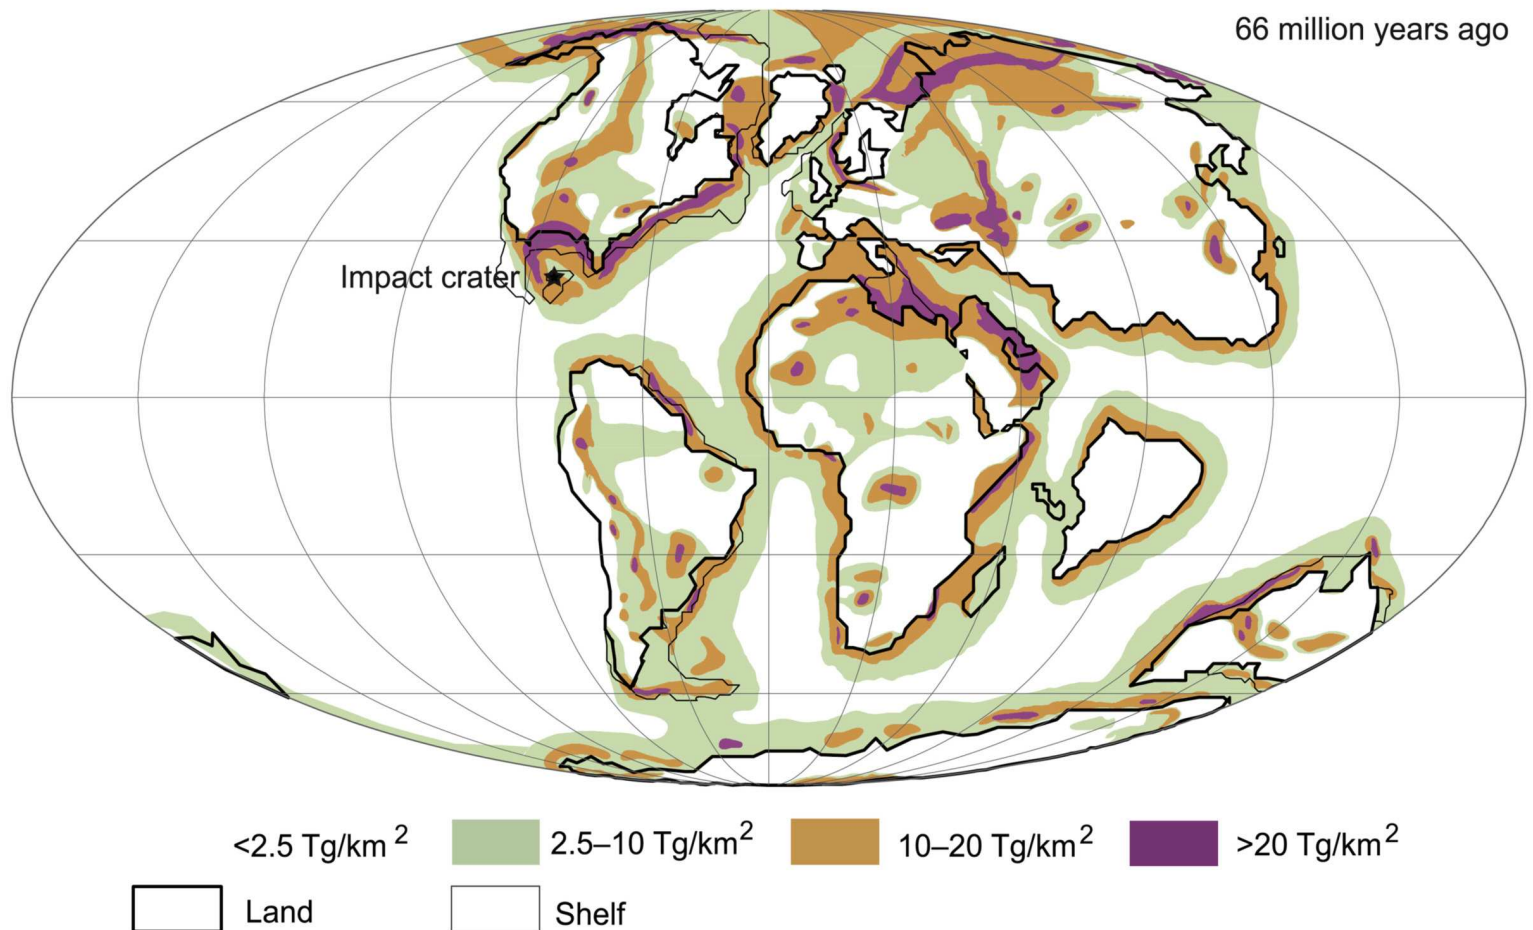 66 million years ago
Impact crater
<2.5 Tg/km² 2.5–10 Tg/km² 10–20 Tg/km² >20 Tg/km²
Land Shelf